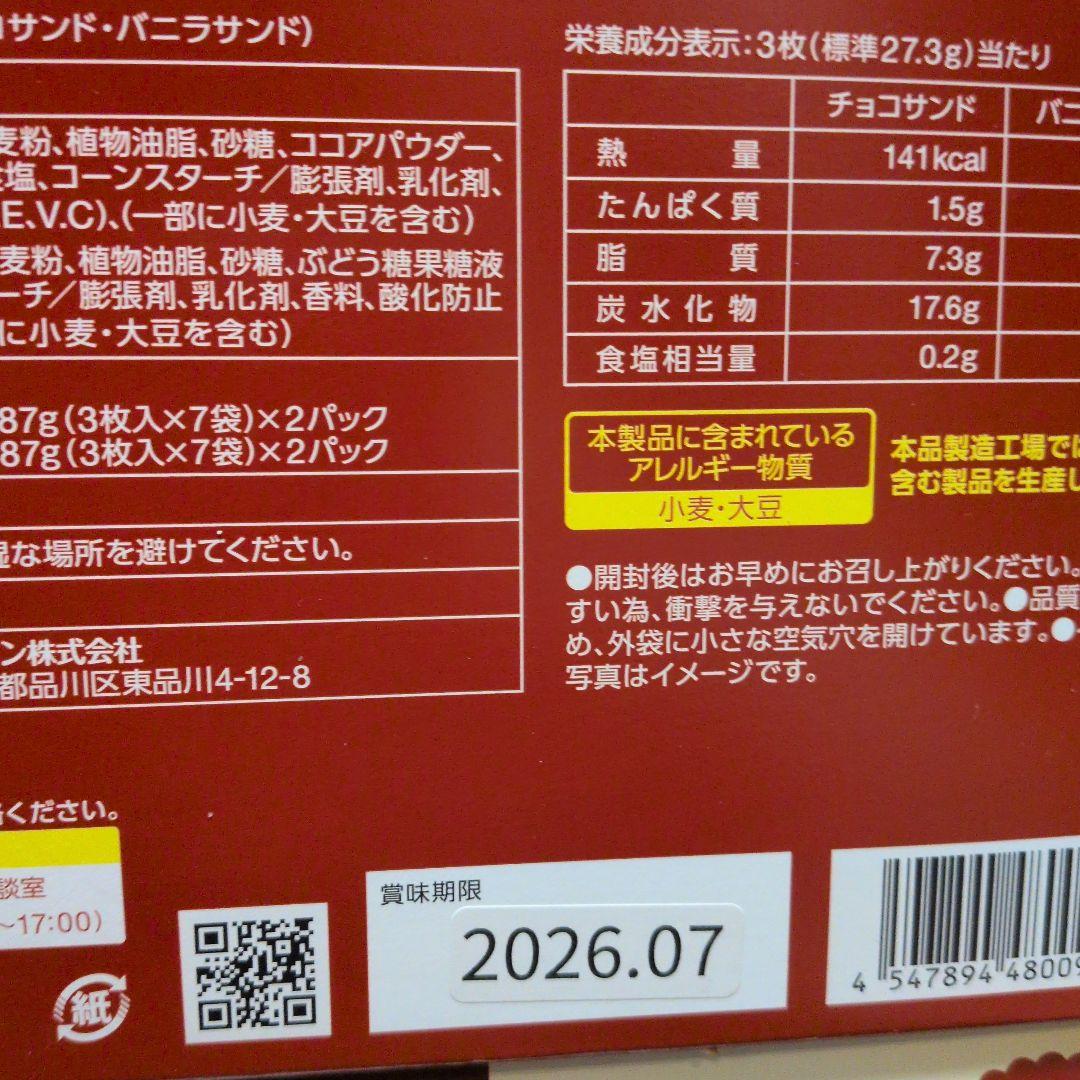 コサンド・バニラサンド)
麦粉、植物油脂、砂糖、ココアパウダー、
塩、コーンスターチ/膨張剤、乳化剤、
.E、V.C)、(一部に小麦・大豆を含む)
麦粉、植物油脂、砂糖、ぶどう糖果糖液
ーチ/膨張剤、乳化剤、香料、酸化防止
に小麦・大豆を含む)
87g(3枚入×7袋)×2パック
87g(3枚入×7袋)×2パック
湿な場所を避けてください。
ン株式会社
都品川区東品川4-12-8
ください。
談室
~17:00)
紙
栄養成分表示:3枚(標準27.3g)当たり
チョコサンド バニ
熱量 141kcal
たんぱく質 1.5g
脂質 7.3g
炭水化物 17.6g
食塩相当量 0.2g
本製品に含まれている
アレルギー物質
小麦・大豆
本品製造工場では
含む製品を生産し
●開封後はお早めにお召し上がりください。
すい為、衝撃を与えないでください。●品質
め、外袋に小さな空気穴を開けています。●
写真はイメージです。
賞味期限
2026.07
4 547894 48009